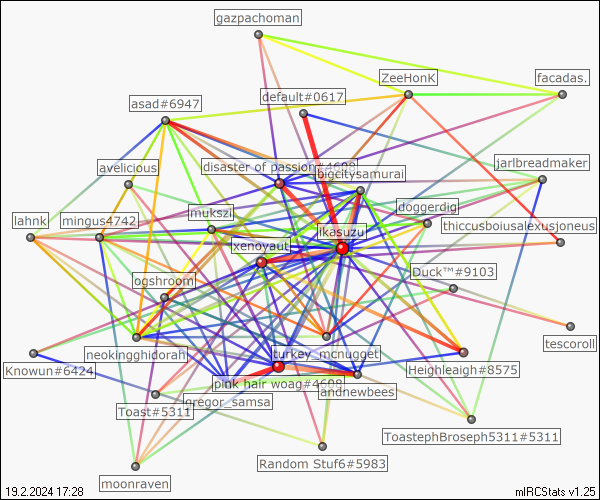 gazpachoman
ZeeHonK
facadas.
default#0617
asad#6947
jarlbreadmaker
avelicious
disaster of passion#4698
bigcitysamurai
doggerdig
lahnk
mingus4742
mukszi
thiccusboiusalexusjoneus
ikasuzu
xenoyaut
Duck™#9103
ogshroom
tescoroll
neokingghidorah
turkey_mcnugget
Knowun#6424
Heighleaigh#8575
pink hair woag#4698
andnewbees
Toast#5311
gregor_samsa
ToastephBroseph5311#5311
Random Stuf6#5983
moonraven
19.2.2024 17:28
mIRCStats v1.25